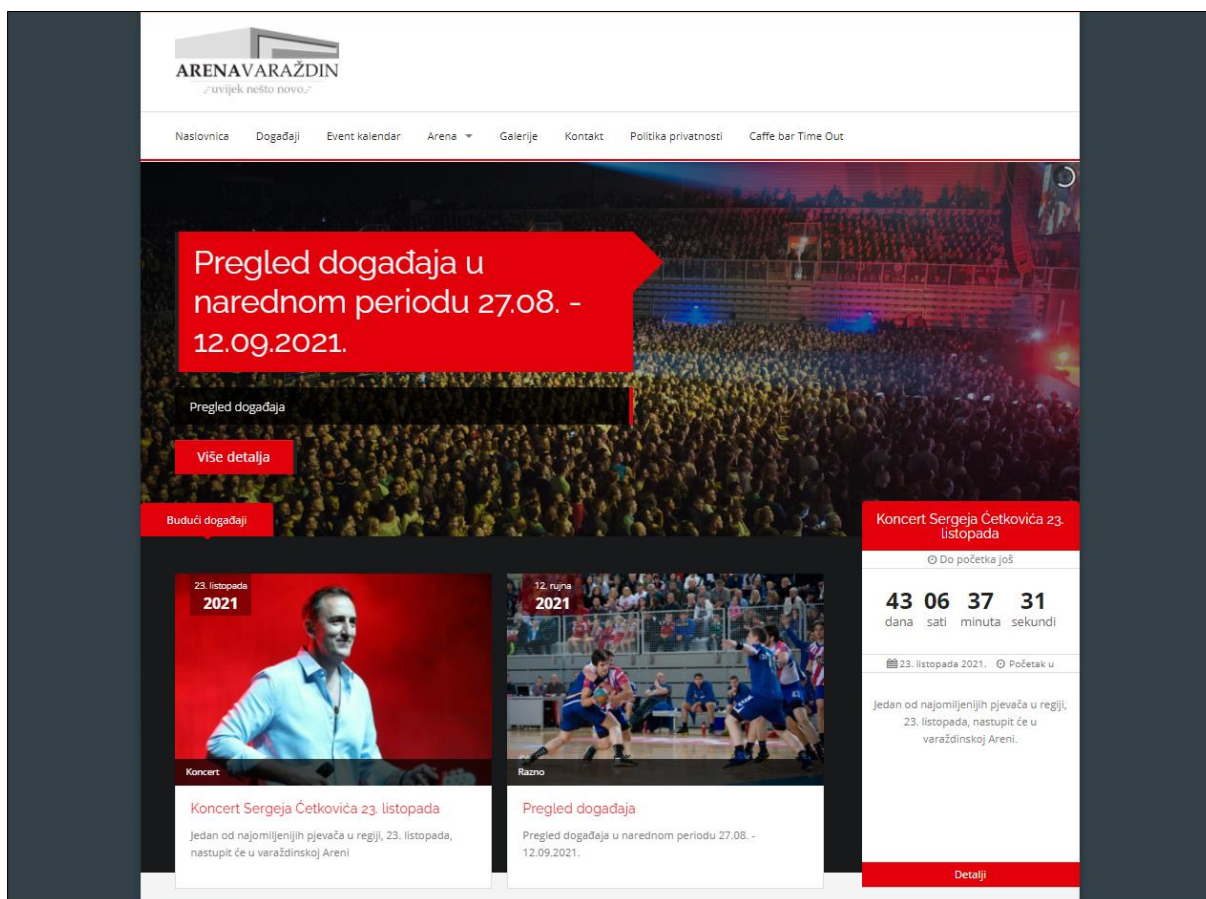 ARENAVARAŽDIN
uvijek nešto novo
Naslovnica Događaji Event kalendar Arena Galerije Kontakt Politika privatnosti Caffe bar Time Out
Pregled događaja u
narednom periodu 27.08. -
12.09.2021.
Pregled događaja
Više detalja
Budući događaji
23. listopada
2021
Koncert
Koncert Sergeja Ćetkovića 23. listopada
Jedan od najomiljenijih pjevača u regiji, 23. listopada,
nastupit će u varaždinskoj Areni
12. rujna
2021
Razno
Pregled događaja
Pregled događaja u narednom periodu 27.08. -
12.09.2021.
Koncert Sergeja Ćetkovića 23.
listopada
Do početka još
43 06 37 31
dana sati minuta sekundi
23. listopada 2021. Početak u
Jedan od najomiljenijih pjevača u regiji,
23. listopada, nastupit će u
varaždinskoj Areni.
Detalji